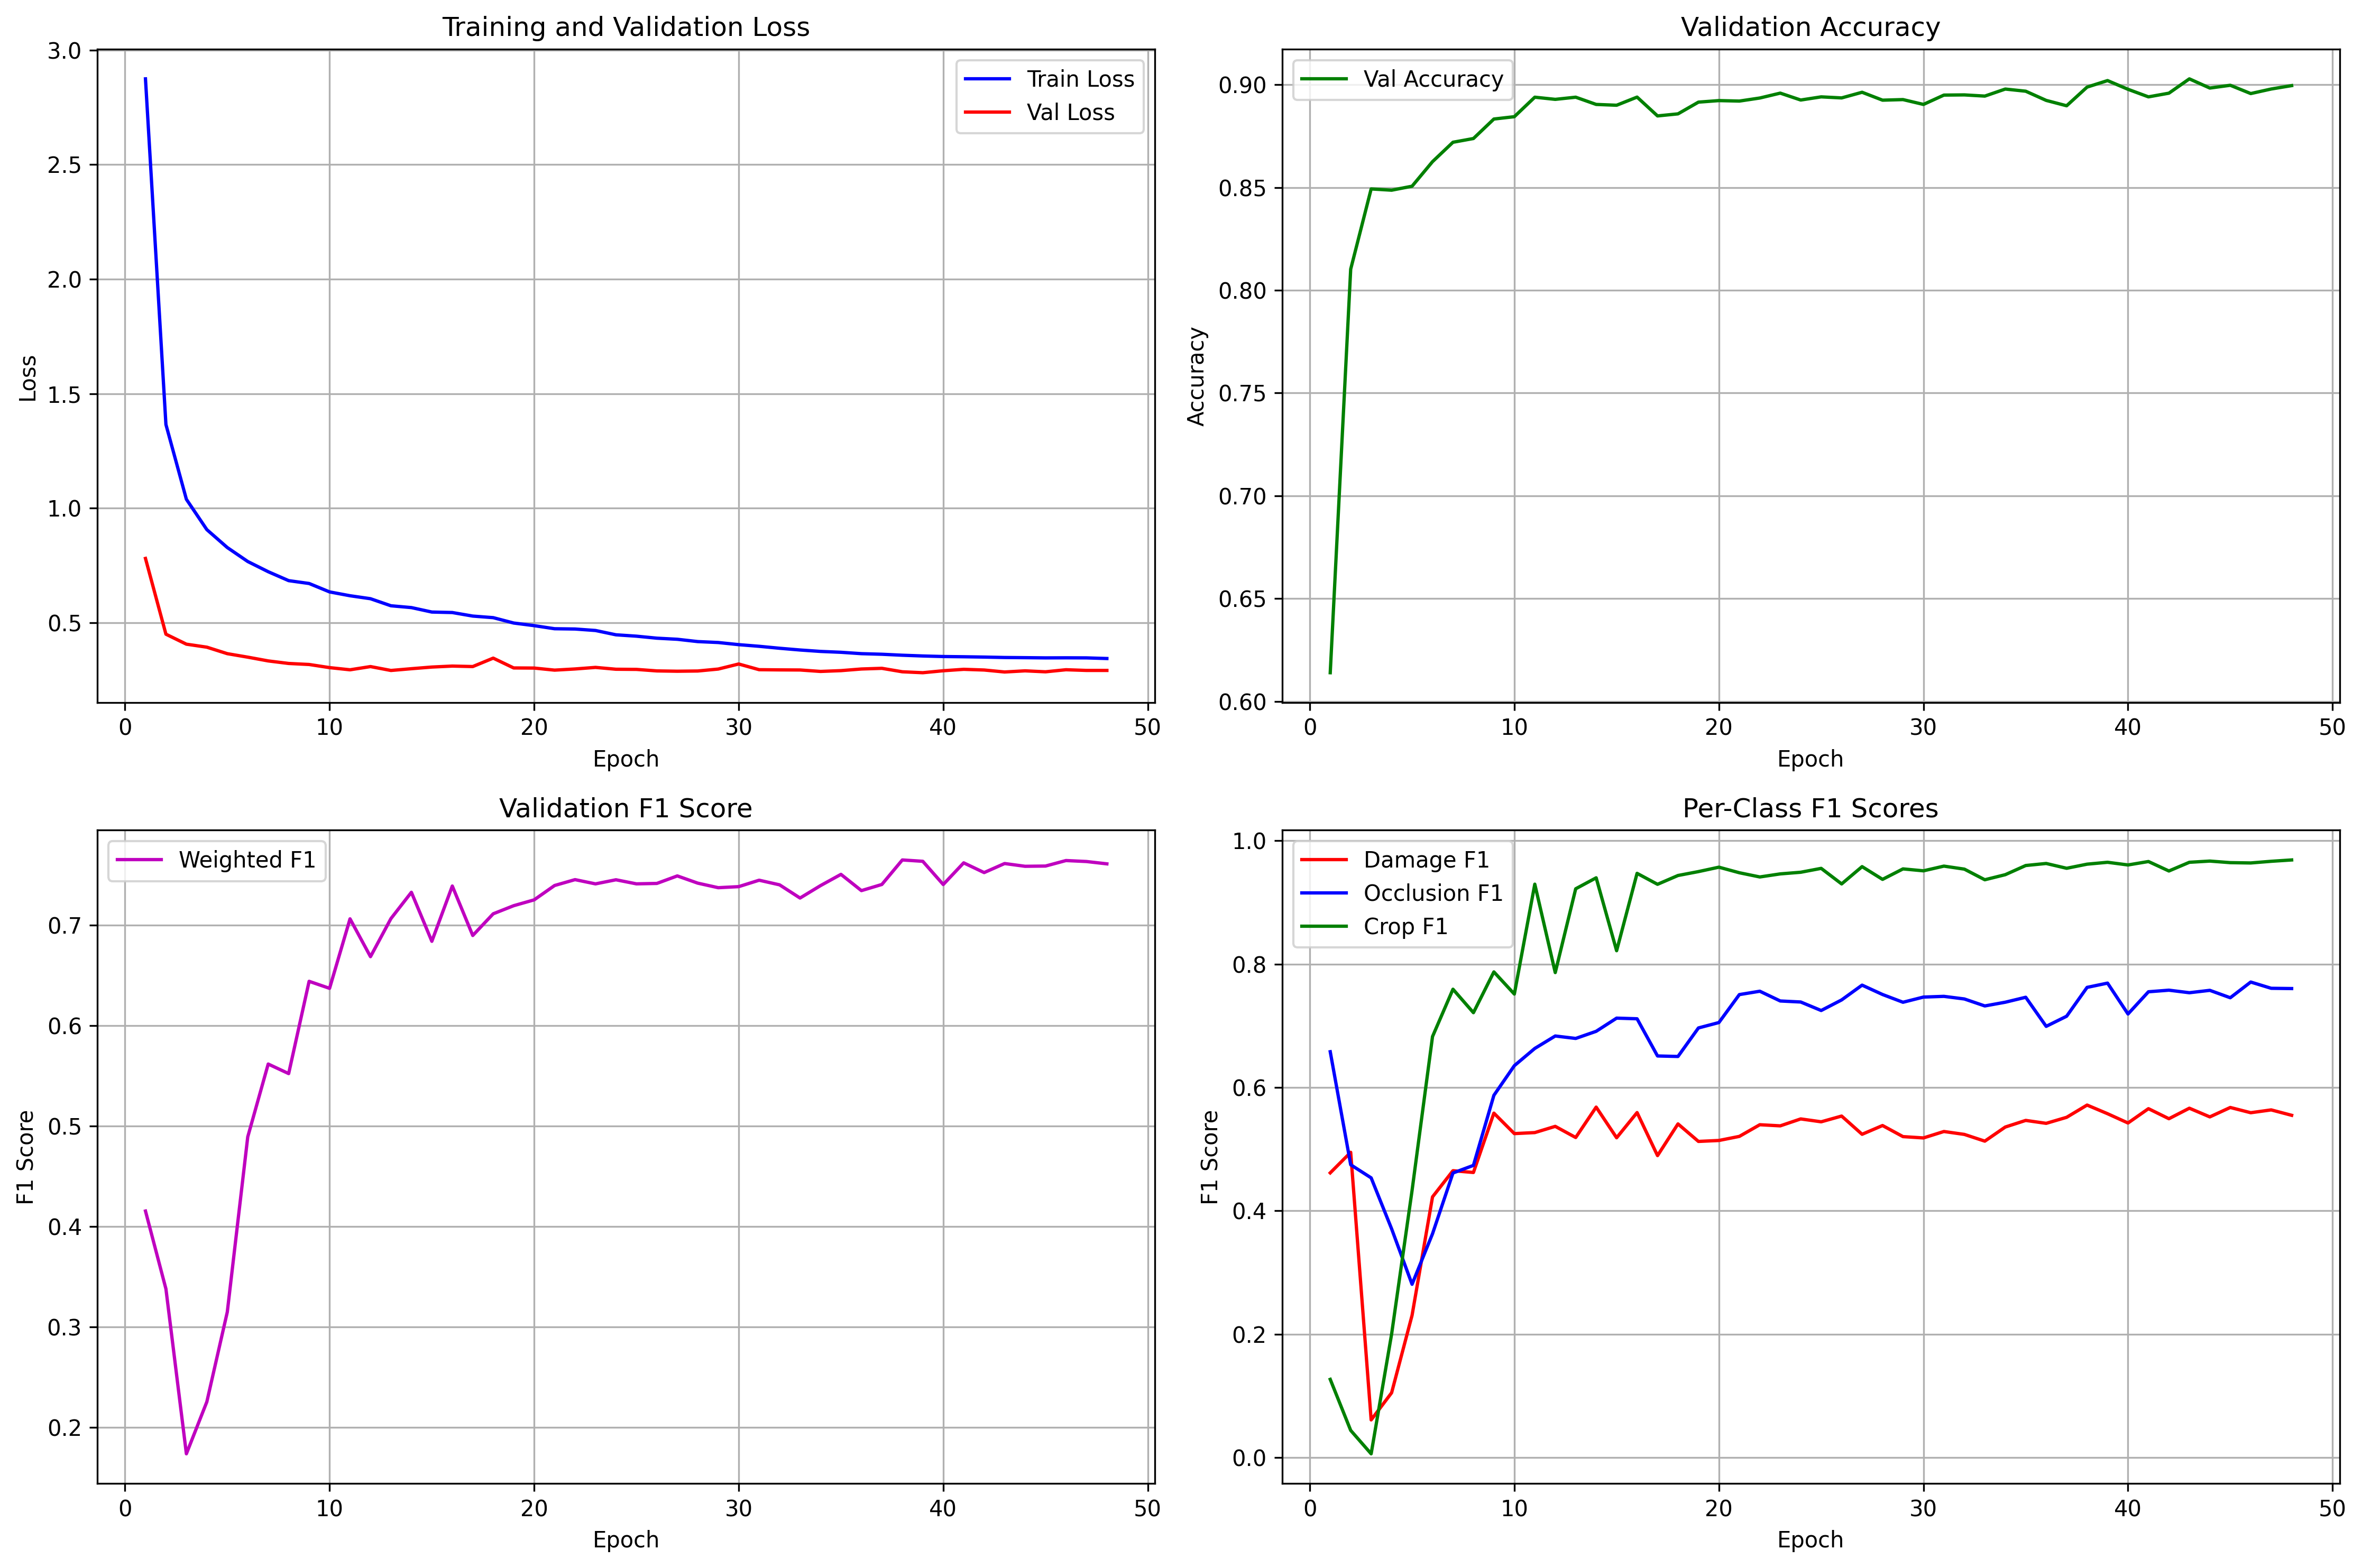 Training and Validation Loss
3.0
2.5
2.0
1.5
1.0
0.5
Loss
Train Loss
Val Loss
0 10 20 30 40 50
Epoch
Validation Accuracy
0.90
0.85
0.80
0.75
0.70
0.65
0.60
Accuracy
Val Accuracy
0 10 20 30 40 50
Epoch
Validation F1 Score
0.7
0.6
0.5
0.4
0.3
0.2
F1 Score
Weighted F1
0 10 20 30 40 50
Epoch
Per-Class F1 Scores
1.0
0.8
0.6
0.4
0.2
0.0
F1 Score
Damage F1
Occlusion F1
Crop F1
0 10 20 30 40 50
Epoch